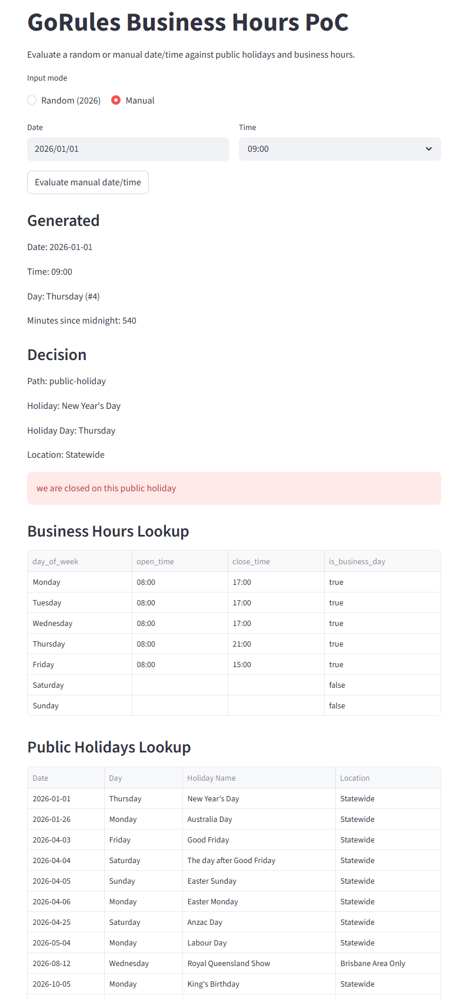 GoRules Business Hours PoC
Evaluate a random or manual date/time against public holidays and business hours.
Input mode
Random (2026) Manual
Date Time
2026/01/01 09:00
Evaluate manual date/time
Generated
Date: 2026-01-01
Time: 09:00
Day: Thursday (#4)
Minutes since midnight: 540
Decision
Path: public-holiday
Holiday: New Year's Day
Holiday Day: Thursday
Location: Statewide
we are closed on this public holiday
Business Hours Lookup
day_of_week open_time close_time is_business_day
Monday 08:00 17:00 true
Tuesday 08:00 17:00 true
Wednesday 08:00 17:00 true
Thursday 08:00 21:00 true
Friday 08:00 15:00 true
Saturday false
Sunday false
Public Holidays Lookup
Date Day Holiday Name Location
2026-01-01 Thursday New Year's Day Statewide
2026-01-26 Monday Australia Day Statewide
2026-04-03 Friday Good Friday Statewide
2026-04-04 Saturday The day after Good Friday Statewide
2026-04-05 Sunday Easter Sunday Statewide
2026-04-06 Monday Easter Monday Statewide
2026-04-25 Saturday Anzac Day Statewide
2026-05-04 Monday Labour Day Statewide
2026-08-12 Wednesday Royal Queensland Show Brisbane Area Only
2026-10-05 Monday King's Birthday Statewide